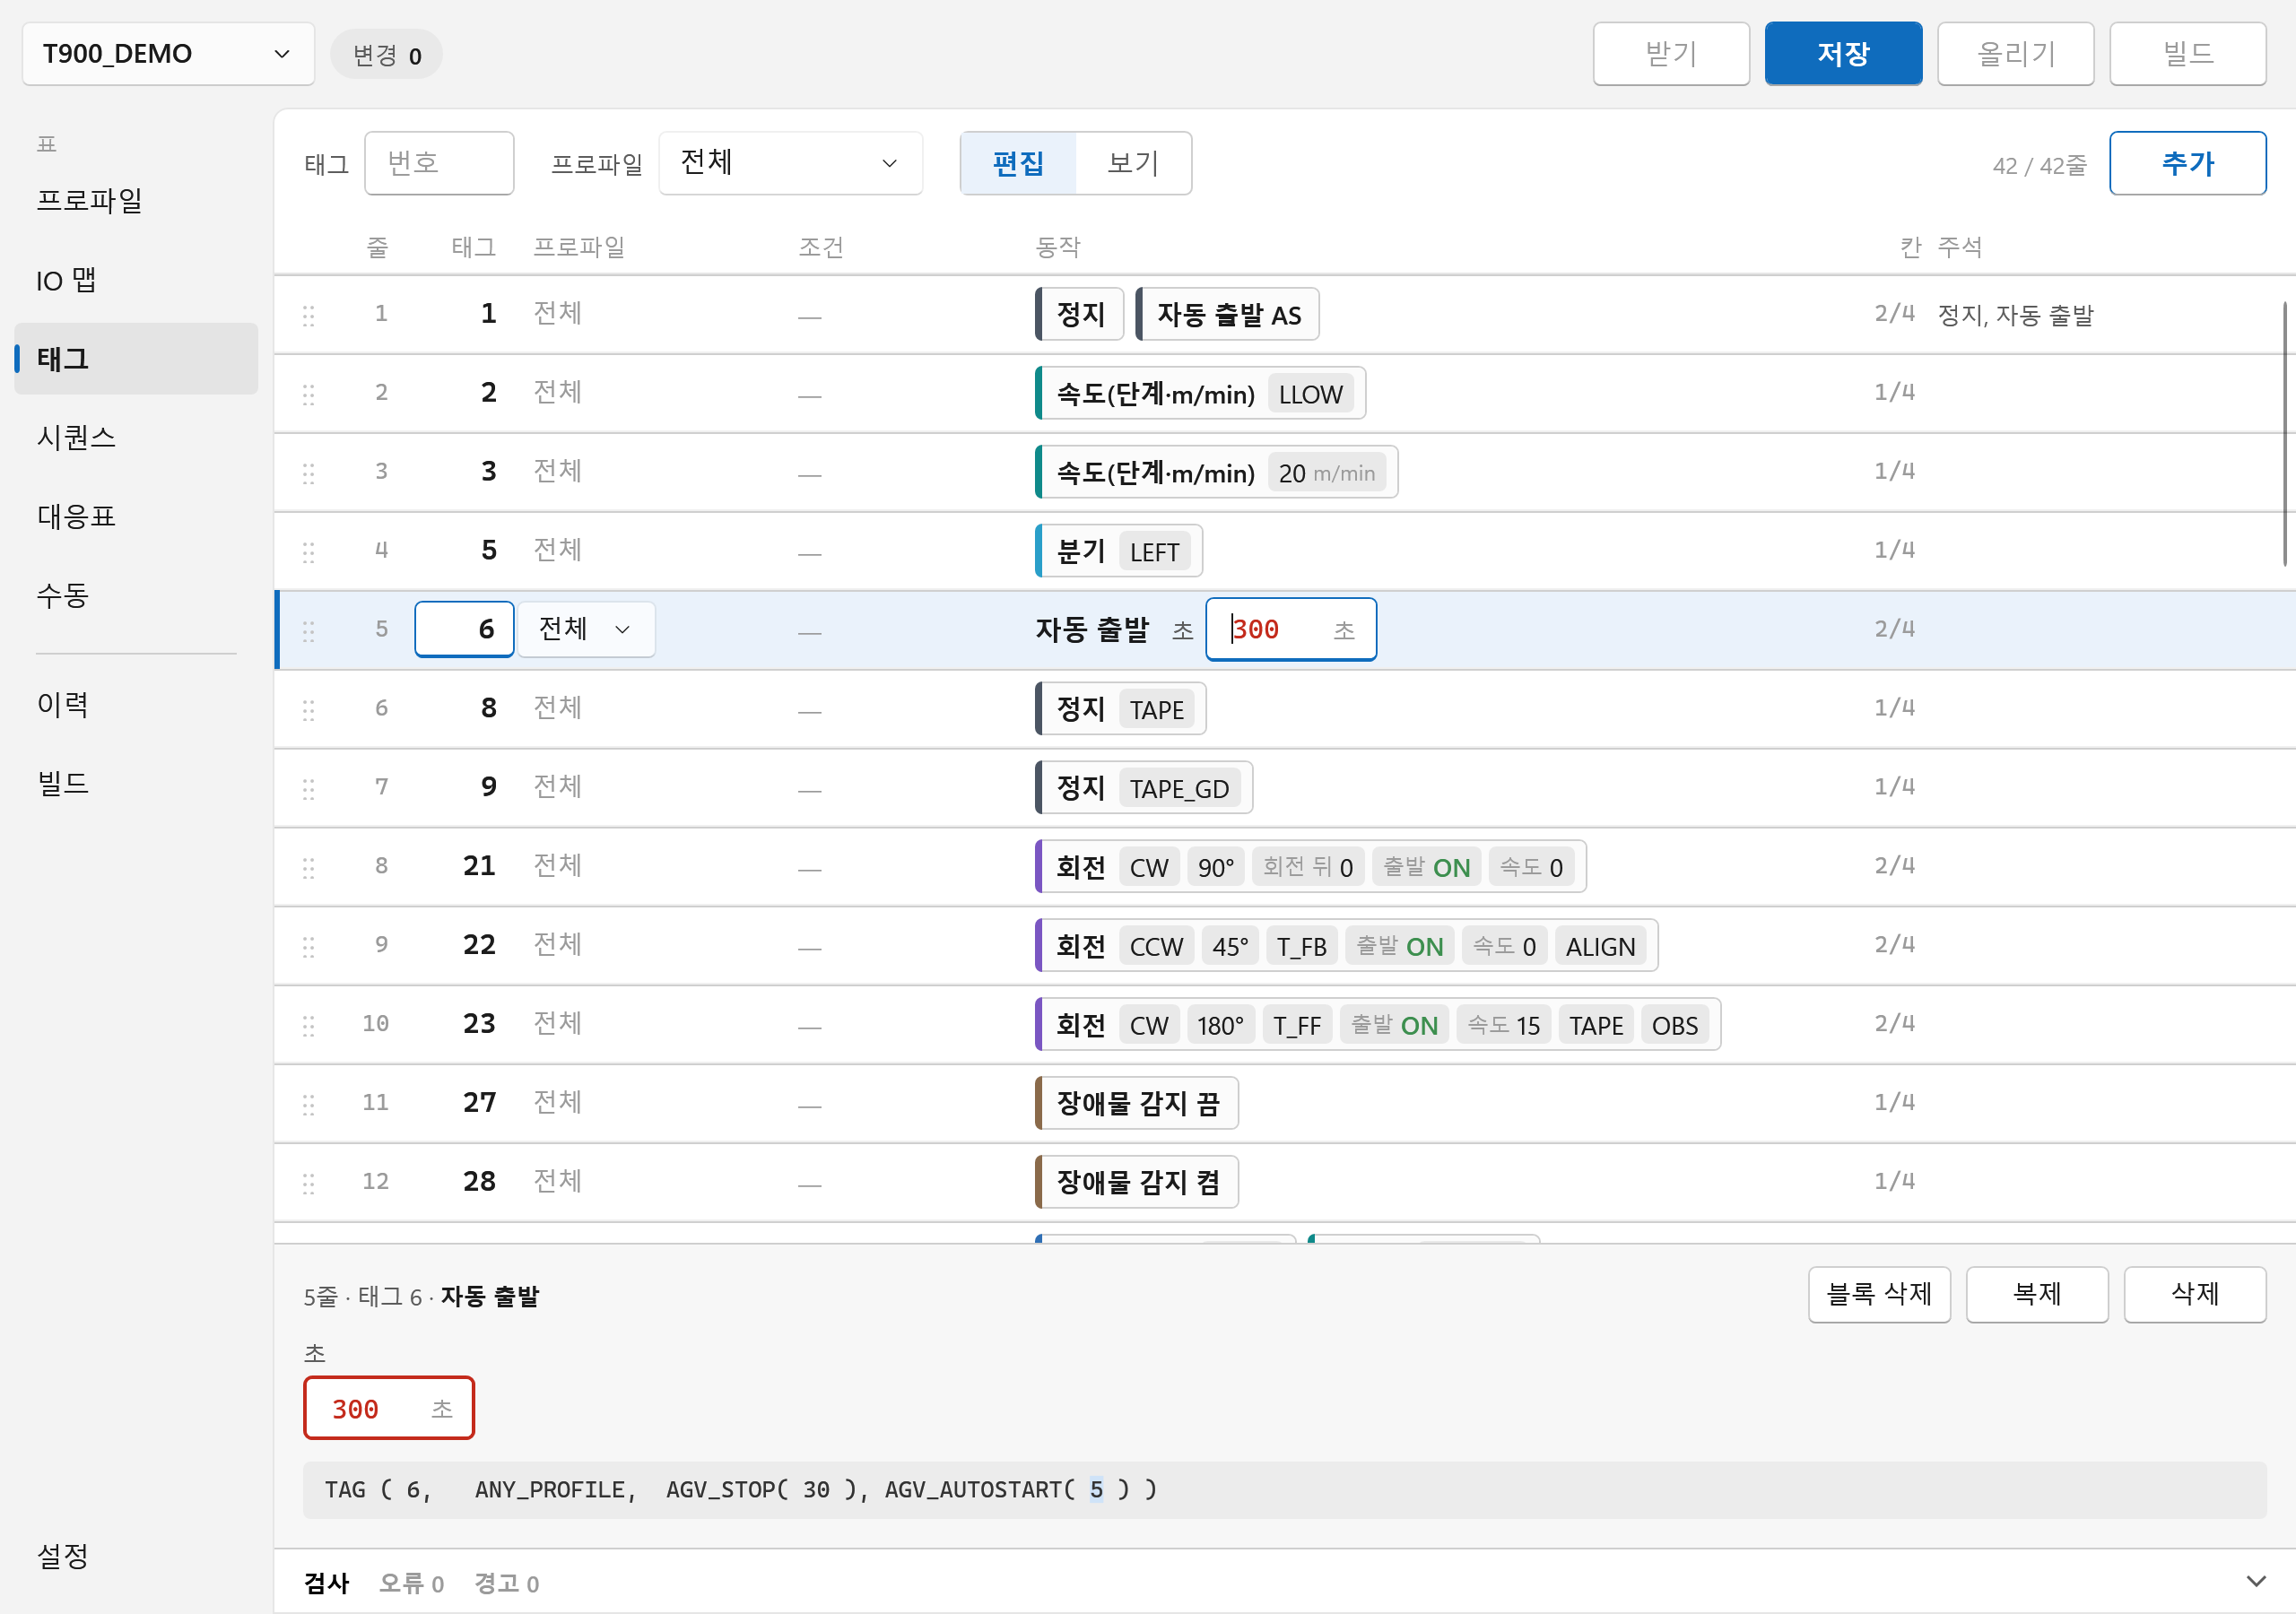 T900_DEMO 변경 0 받기 저장 올리기 빌드
표
프로파일
IO 맵
태그
시퀀스
대응표
수동
이력
빌드
설정
태그 번호 프로파일 전체 편집 보기 42 / 42줄 추가
줄 태그 프로파일 조건 동작 칸 주석
1 1 전체 — 정지 자동 출발 AS 2/4 정지, 자동 출발
2 2 전체 — 속도(단계·m/min) LLOW 1/4
3 3 전체 — 속도(단계·m/min) 20 m/min 1/4
4 5 전체 — 분기 LEFT 1/4
5 6 전체 — 자동 출발 초 300 초 2/4
6 8 전체 — 정지 TAPE 1/4
7 9 전체 — 정지 TAPE_GD 1/4
8 21 전체 — 회전 CW 90° 회전 뒤 0 출발 ON 속도 0 2/4
9 22 전체 — 회전 CCW 45° T_FB 출발 ON 속도 0 ALIGN 2/4
10 23 전체 — 회전 CW 180° T_FF 출발 ON 속도 15 TAPE OBS 2/4
11 27 전체 — 장애물 감지 끔 1/4
12 28 전체 — 장애물 감지 켬 1/4
5줄 · 태그 6 · 자동 출발 블록 삭제 복제 삭제
초
300 초
TAG ( 6, ANY_PROFILE, AGV_STOP( 30 ), AGV_AUTOSTART( 5 ) )
검사 오류 0 경고 0